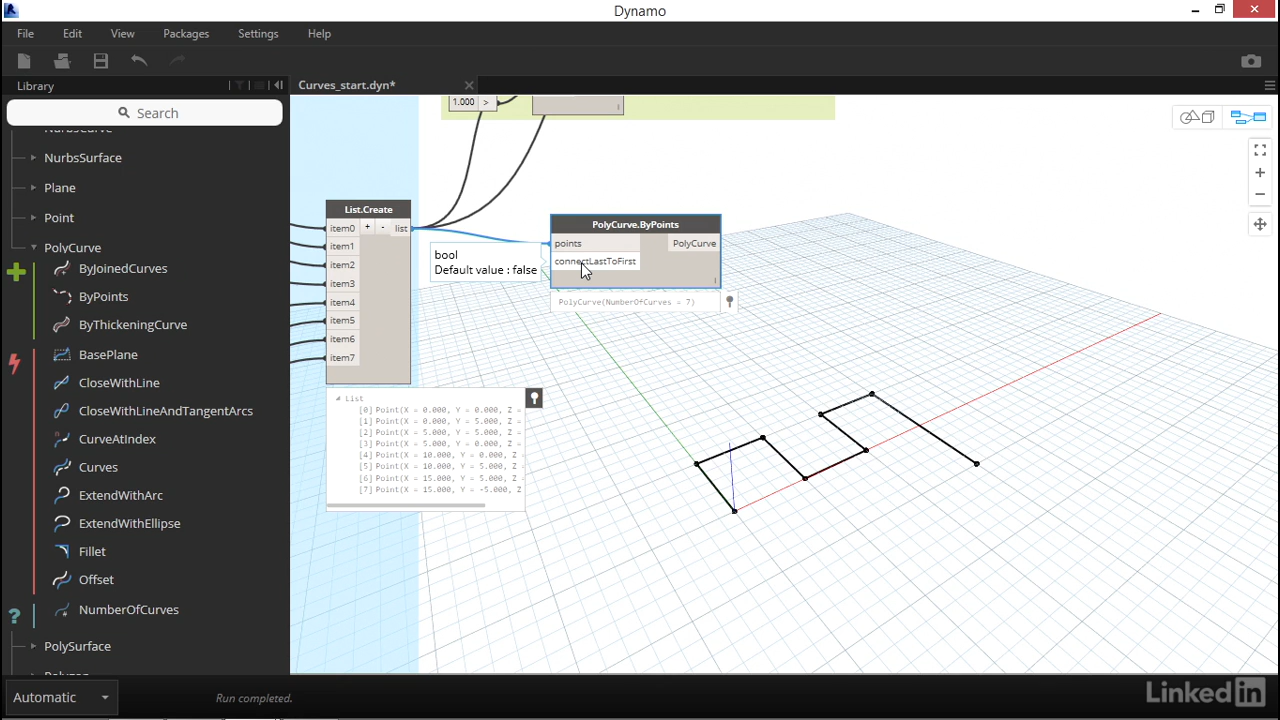 Dynamo
File Edit View Packages Settings Help
Library
Curves_start.dyn*
Search
NurbsCurve
NurbsSurface
Plane
Point
PolyCurve
ByJoinedCurves
ByPoints
ByThickeningCurve
BasePlane
CloseWithLine
CloseWithLineAndTangentArcs
CurveAtIndex
Curves
ExtendWithArc
ExtendWithEllipse
Fillet
Offset
NumberOfCurves
PolySurface
1.000 >
List.Create
item0 + - list
item1
item2
item3
item4
item5
item6
item7
List
[0] Point(X = 0.000, Y = 0.000, Z =
[1] Point(X = 0.000, Y = 5.000, Z =
[2] Point(X = 5.000, Y = 5.000, Z =
[3] Point(X = 5.000, Y = 0.000, Z =
[4] Point(X = 10.000, Y = 0.000, Z
[5] Point(X = 10.000, Y = 5.000, Z
[6] Point(X = 15.000, Y = 5.000, Z
[7] Point(X = 15.000, Y = -5.000, Z
bool
Default value : false
PolyCurve.ByPoints
points PolyCurve
connectLastToFirst
PolyCurve(NumberOfCurves = 7)
Automatic
Run completed.
Linked in